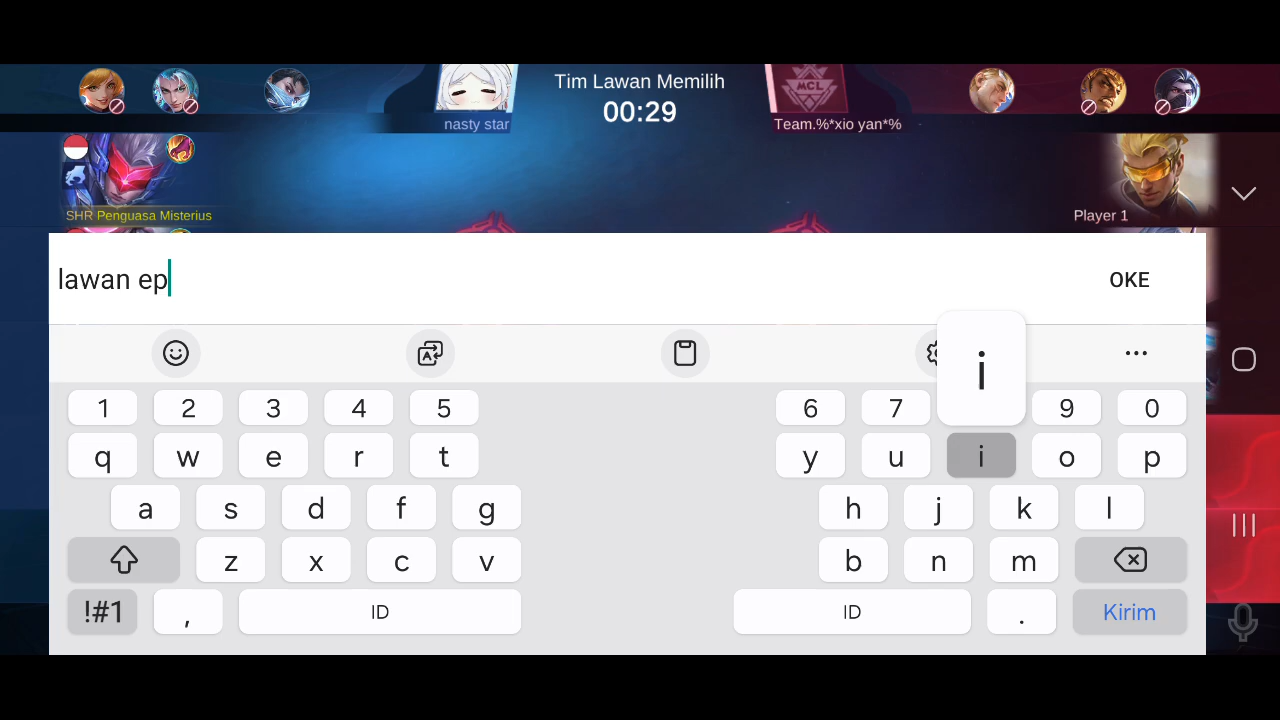 Tim Lawan Memilih
00:29
nasty star
MCL
Team.%*xio yan*%
SHR Penguasa Misterius
Player 1
lawan ep
OKE
i
1 2 3 4 5 6 7 9 0
q w e r t y u i o p
a s d f g h j k l
z x c v b n m
!#1 , ID ID . Kirim